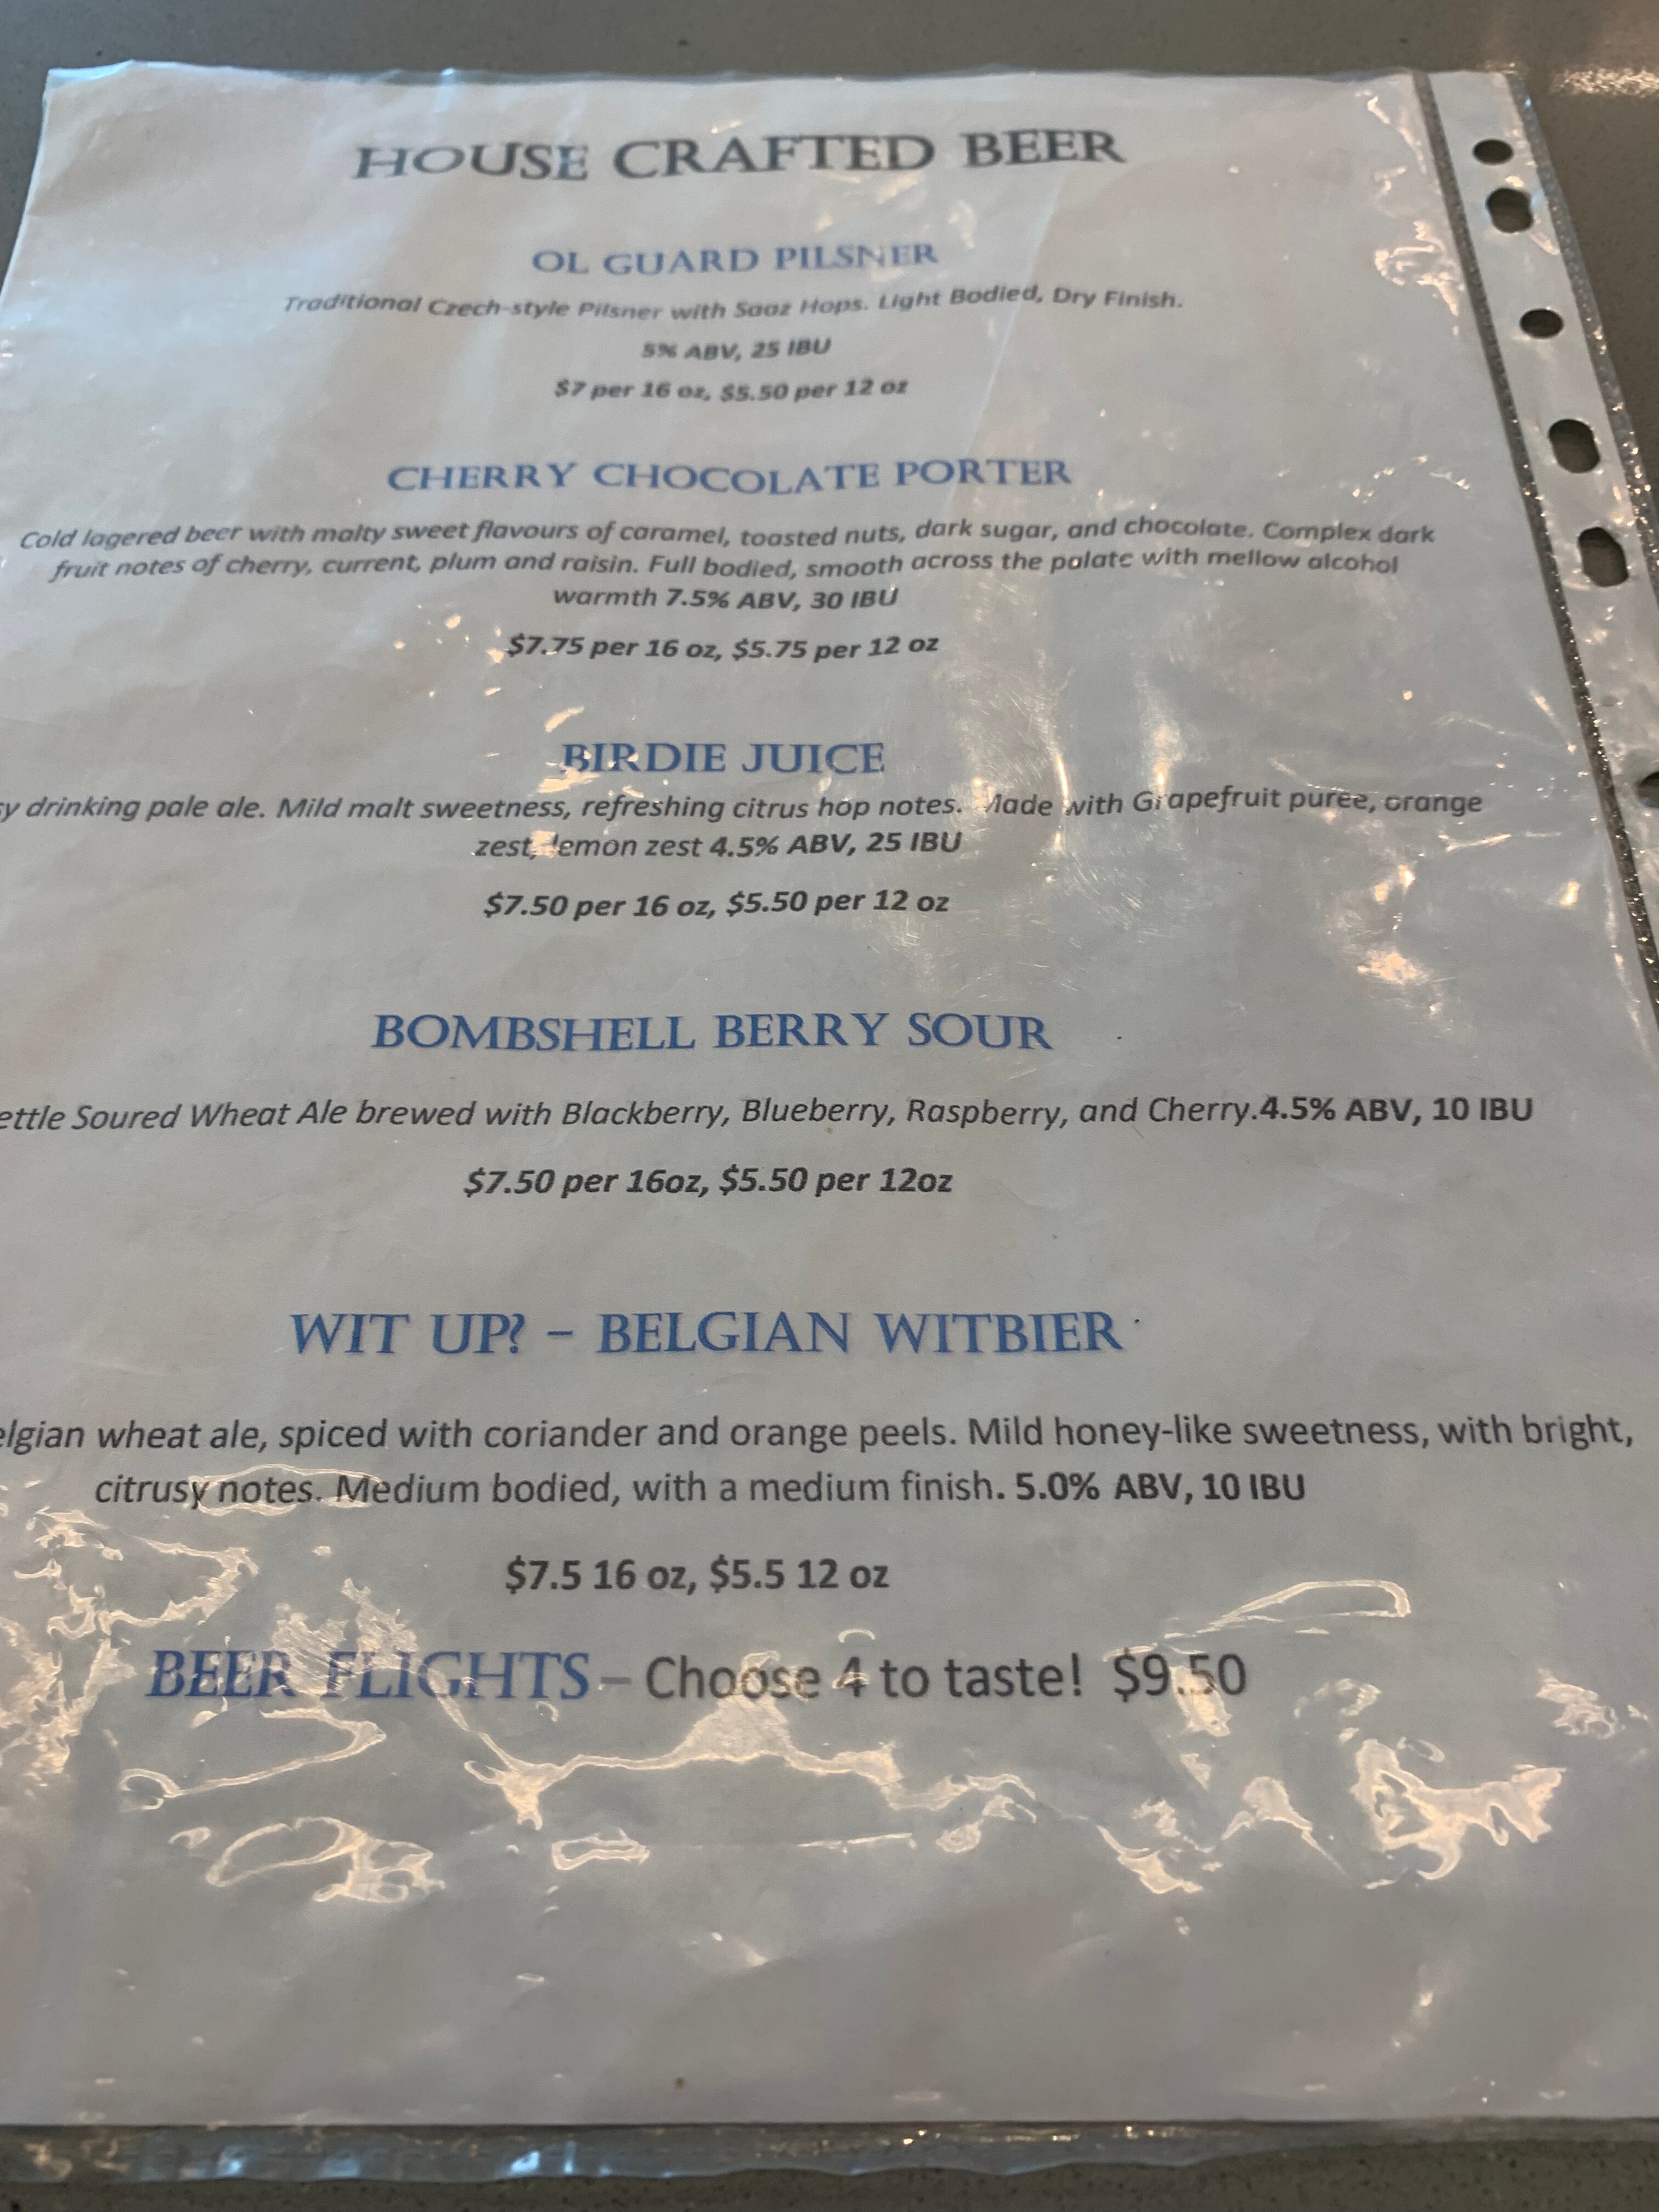 HOUSE CRAFTED BEER
OL GUARD PILSNER
Traditional Czech-style Pilsner with Saaz Hops. Light Bodied, Dry Finish.
5% ABV, 25 IBU
$7 per 16 oz, $5.50 per 12 oz
CHERRY CHOCOLATE PORTER
Cold lagered beer with malty sweet flavours of caramel, toasted nuts, dark sugar, and chocolate. Complex dark
fruit notes of cherry, current, plum and raisin. Full bodied, smooth across the palate with mellow alcohol
warmth 7.5% ABV, 30 IBU
$7.75 per 16 oz, $5.75 per 12 oz
BIRDIE JUICE
drinking pale ale. Mild malt sweetness, refreshing citrus hop notes. Made with Grapefruit puree, orange
zest, lemon zest 4.5% ABV, 25 IBU
$7.50 per 16 oz, $5.50 per 12 oz
BOMBSHELL BERRY SOUR
ettle Soured Wheat Ale brewed with Blackberry, Blueberry, Raspberry, and Cherry.4.5% ABV, 10 IBU
$7.50 per 16oz, $5.50 per 12oz
WIT UP? – BELGIAN WITBIER
elgian wheat ale, spiced with coriander and orange peels. Mild honey-like sweetness, with bright,
citrusy notes. Medium bodied, with a medium finish. 5.0% ABV, 10 IBU
$7.5 16 oz, $5.5 12 oz
BEER FLIGHTS – Choose 4 to taste! $9.50